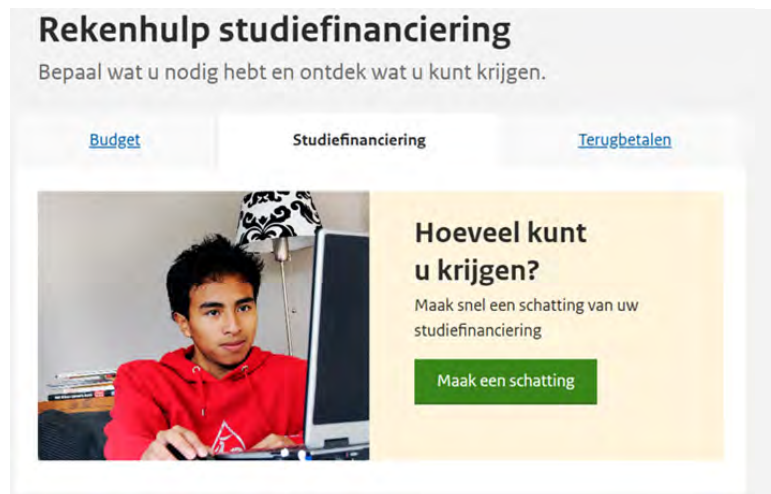 Rekenhulp studiefinanciering
Bepaal wat u nodig hebt en ontdek wat u kunt krijgen.
Budget
Studiefinanciering
Terugbetalen
Hoeveel kunt
u krijgen?
Maak snel een schatting van uw
studiefinanciering
Maak een schatting